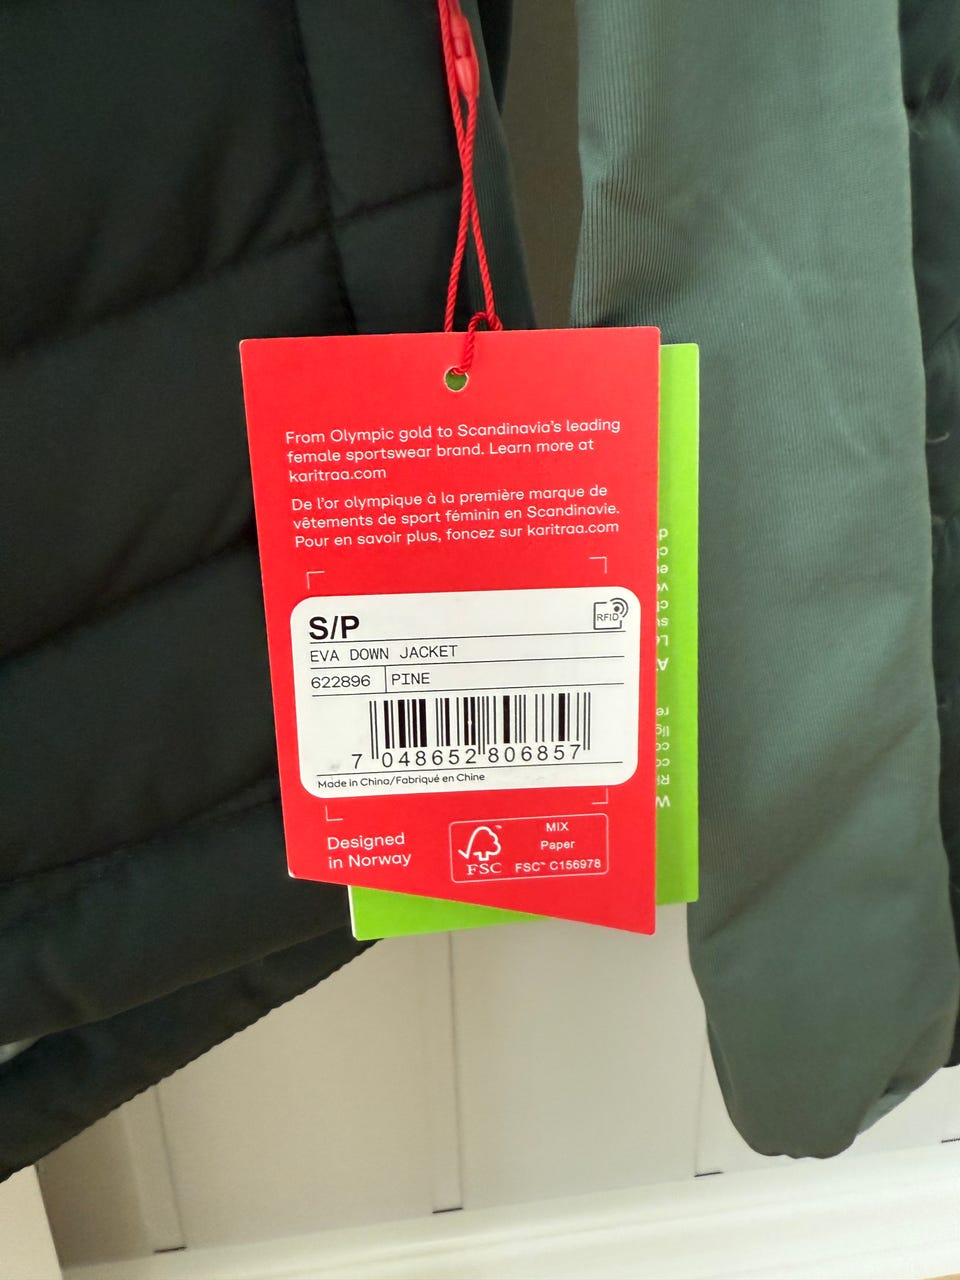 From Olympic gold to Scandinavia's leading
female sportswear brand. Learn more at
karitraa.com
De l'or olympique à la première marque de
vêtements de sport féminin en Scandinavie.
Pour en savoir plus, foncez sur karitraa.com
S/P
RFID
EVA DOWN JACKET
622896 PINE
7 048652 806857
Made in China/Fabriqué en Chine
Designed
in Norway
FSC
MIX
Paper
FSC™ C156978